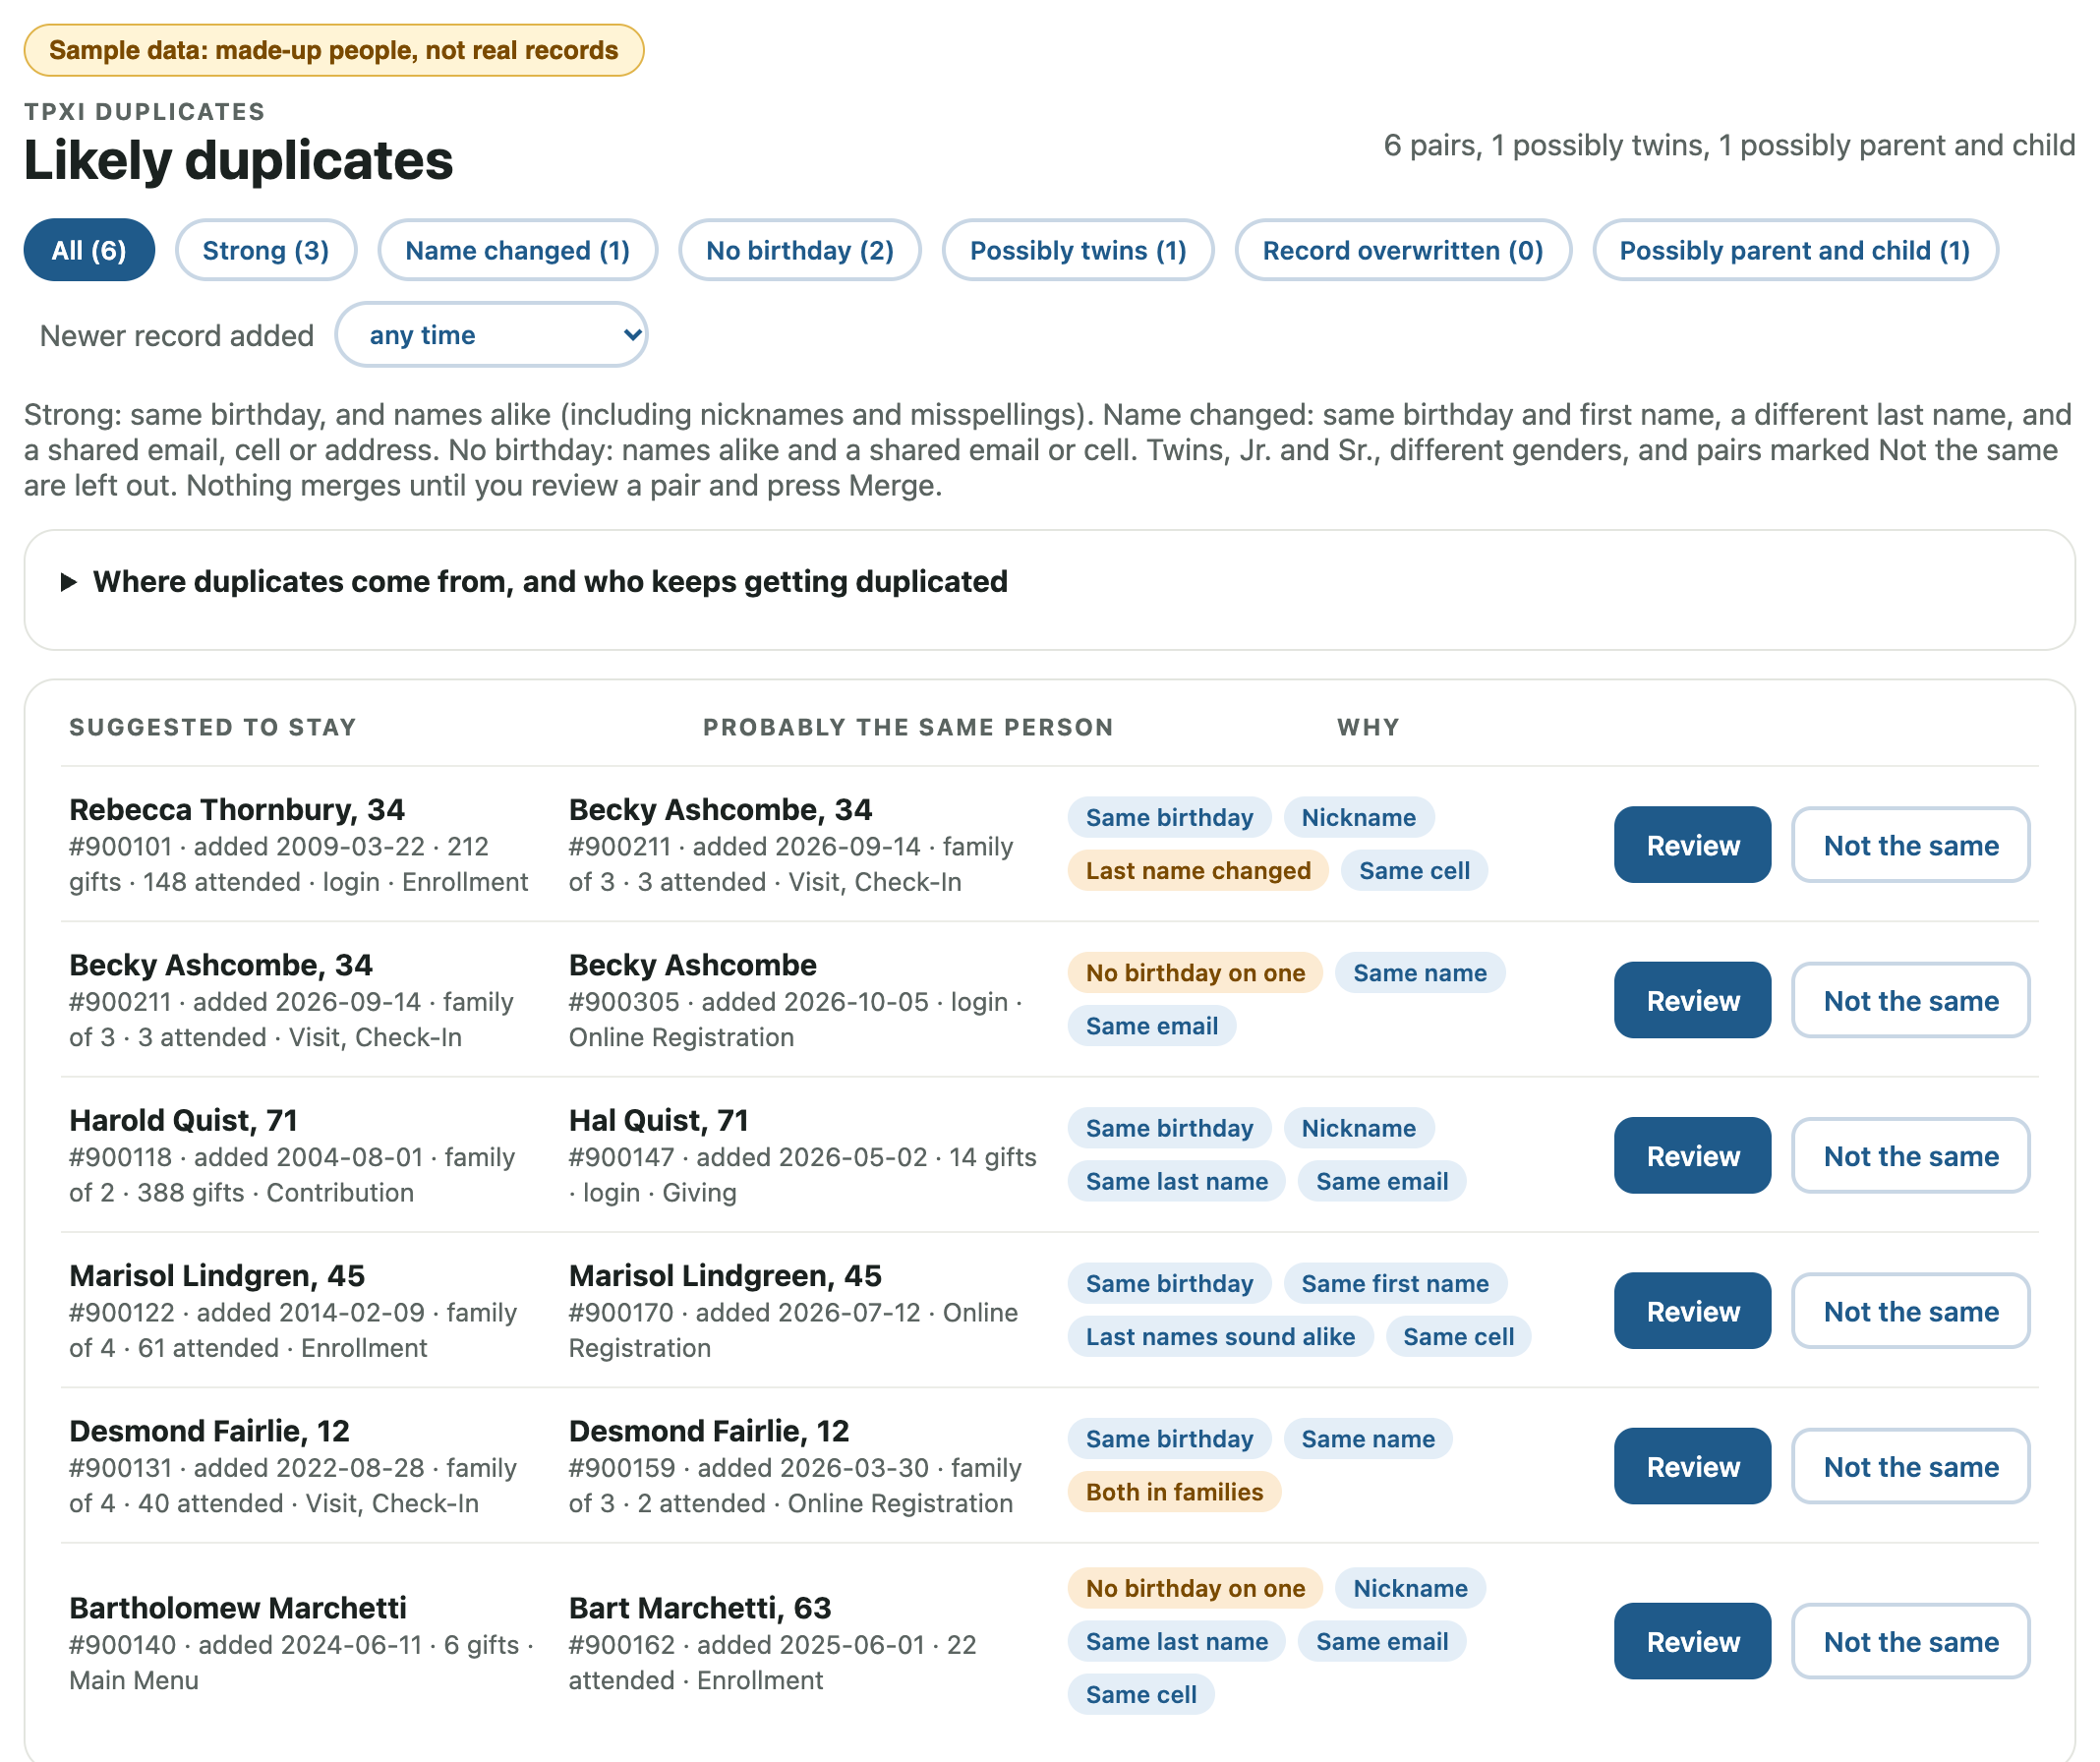 Sample data: made-up people, not real records
TPXI DUPLICATES
Likely duplicates
6 pairs, 1 possibly twins, 1 possibly parent and child
All (6)
Strong (3)
Name changed (1)
No birthday (2)
Possibly twins (1)
Record overwritten (0)
Possibly parent and child (1)
Newer record added
any time
Strong: same birthday, and names alike (including nicknames and misspellings). Name changed: same birthday and first name, a different last name, and
a shared email, cell or address. No birthday: names alike and a shared email or cell. Twins, Jr. and Sr., different genders, and pairs marked Not the same
are left out. Nothing merges until you review a pair and press Merge.
Where duplicates come from, and who keeps getting duplicated
SUGGESTED TO STAY
PROBABLY THE SAME PERSON
WHY
Rebecca Thornbury, 34
#900101 · added 2009-03-22 · 212
gifts · 148 attended · login · Enrollment
Becky Ashcombe, 34
#900211 · added 2026-09-14 · family
of 3 · 3 attended · Visit, Check-In
Same birthday
Nickname
Last name changed
Same cell
Review
Not the same
Becky Ashcombe, 34
#900211 · added 2026-09-14 · family
of 3 · 3 attended · Visit, Check-In
Becky Ashcombe
#900305 · added 2026-10-05 · login ·
Online Registration
No birthday on one
Same name
Same email
Review
Not the same
Harold Quist, 71
#900118 · added 2004-08-01 · family
of 2 · 388 gifts · Contribution
Hal Quist, 71
#900147 · added 2026-05-02 · 14 gifts
· login · Giving
Same birthday
Nickname
Same last name
Same email
Review
Not the same
Marisol Lindgren, 45
#900122 · added 2014-02-09 · family
of 4 · 61 attended · Enrollment
Marisol Lindgreen, 45
#900170 · added 2026-07-12 · Online
Registration
Same birthday
Same first name
Last names sound alike
Same cell
Review
Not the same
Desmond Fairlie, 12
#900131 · added 2022-08-28 · family
of 4 · 40 attended · Visit, Check-In
Desmond Fairlie, 12
#900159 · added 2026-03-30 · family
of 3 · 2 attended · Online Registration
Same birthday
Same name
Both in families
Review
Not the same
Bartholomew Marchetti
#900140 · added 2024-06-11 · 6 gifts ·
Main Menu
Bart Marchetti, 63
#900162 · added 2025-06-01 · 22
attended · Enrollment
No birthday on one
Nickname
Same last name
Same email
Same cell
Review
Not the same